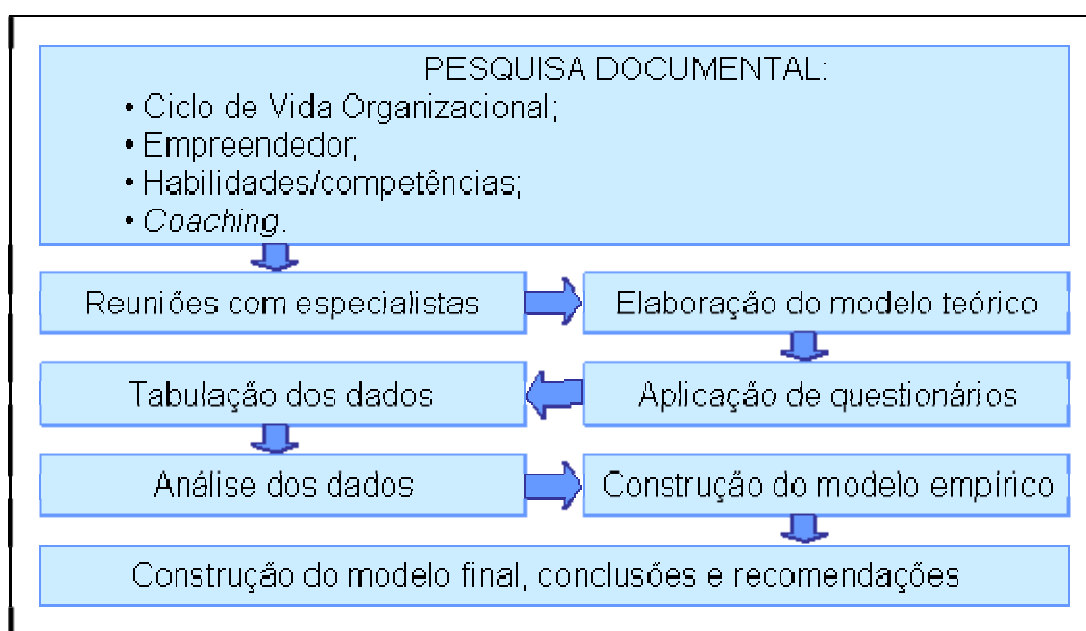 PESQUISA DOCUMENTAL:
• Ciclo de Vida Organizacional;
• Empreendedor;
• Habilidades/competências;
• Coaching.
Reuniões com especialistas
Elaboração do modelo teórico
Aplicação de questionários
Tabulação dos dados
Análise dos dados
Construção do modelo empírico
Construção do modelo final, conclusões e recomendações